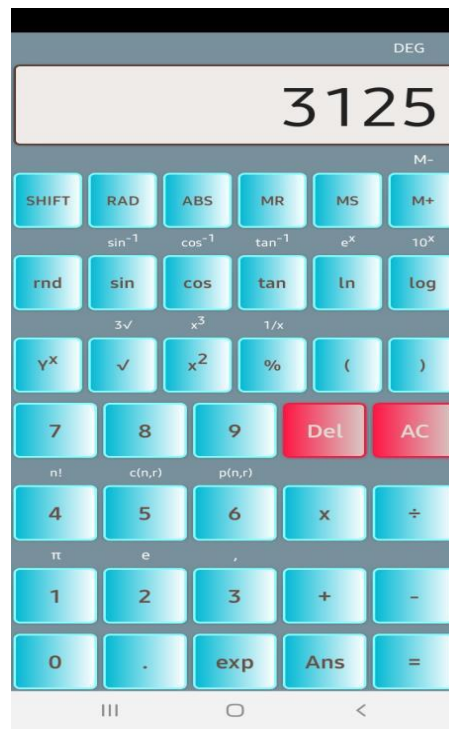 DEG
3125
M-
SHIFT RAD ABS MR MS M+
sin⁻¹ cos⁻¹ tan⁻¹ eˣ 10ˣ
rnd sin cos tan ln log
3√ x³ 1/x
Yˣ √ x² % ( )
7 8 9 Del AC
n! c(n,r) p(n,r)
4 5 6 x ÷
π e ,
1 2 3 + -
0 . exp Ans =